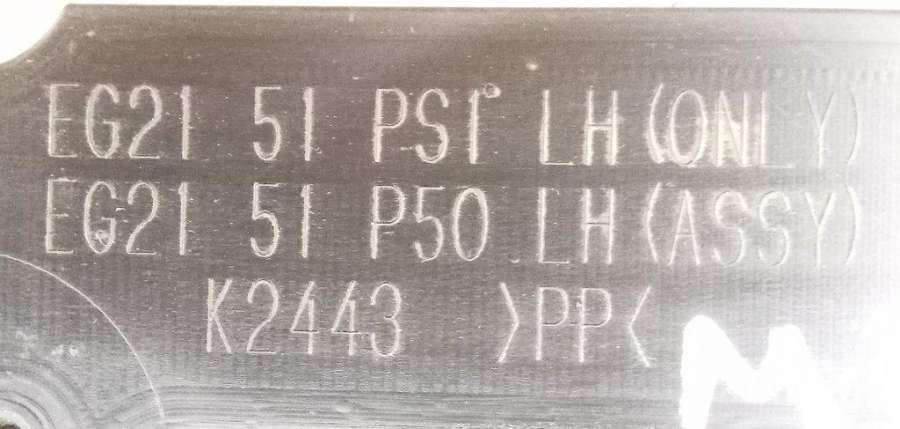 EG21 51 PS1 LH (ONLY)
EG21 51 P50 LH (ASSY)
K2443 >PP<
M